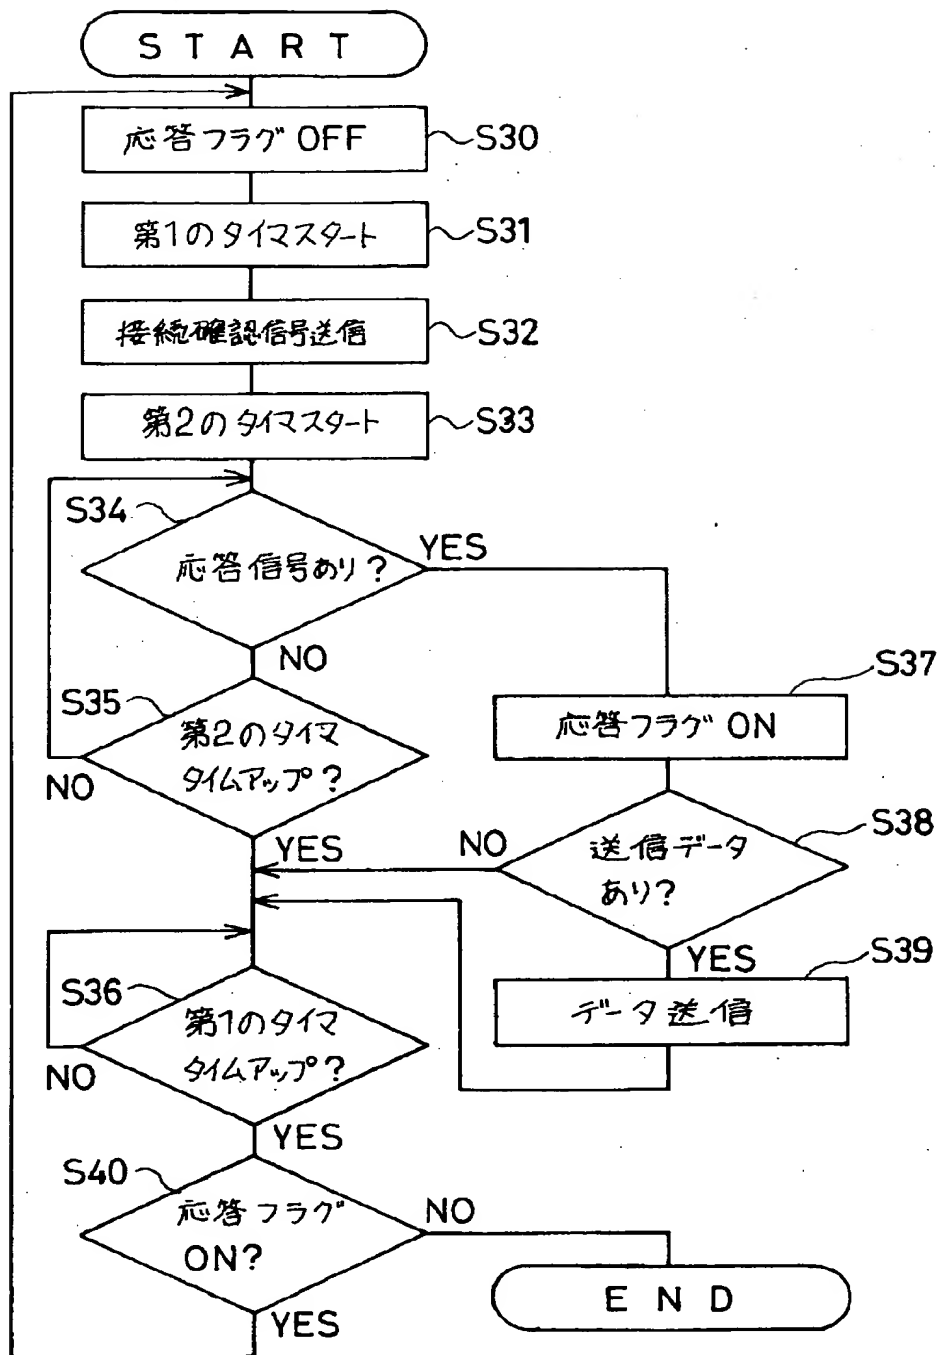 START
応答フラグ OFF
S30
第1のタイマスタート
S31
接続確認信号送信
S32
第2のタイマスタート
S33
S34
応答信号あり?
YES
NO
S35
第2のタイマ
タイムアップ?
NO
YES
S37
応答フラグ ON
S38
送信データ
あり?
NO
YES
S39
データ送信
S36
第1のタイマ
タイムアップ?
NO
YES
S40
応答フラグ
ON?
NO
YES
END